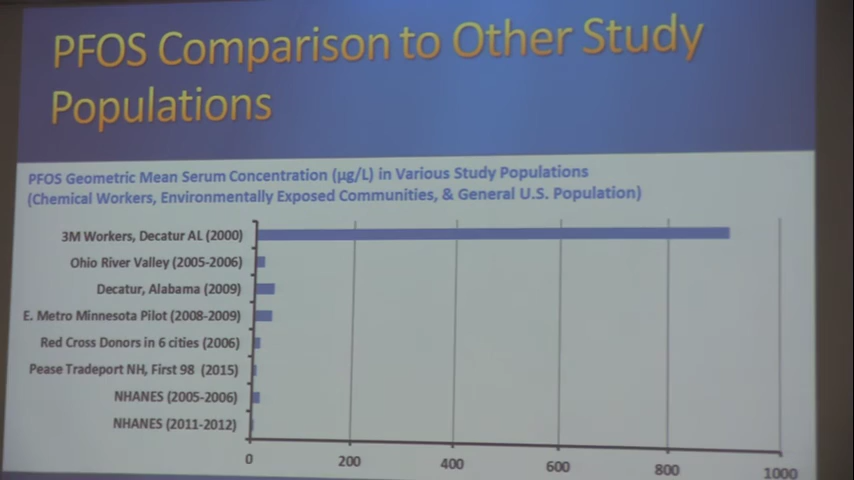 PFOS Comparison to Other Study
Populations
PFOS Geometric Mean Serum Concentration (µg/L) in Various Study Populations
(Chemical Workers, Environmentally Exposed Communities, & General U.S. Population)
3M Workers, Decatur AL (2000)
Ohio River Valley (2005-2006)
Decatur, Alabama (2009)
E. Metro Minnesota Pilot (2008-2009)
Red Cross Donors in 6 cities (2006)
Pease Tradeport NH, First 98 (2015)
NHANES (2005-2006)
NHANES (2011-2012)
0 200 400 600 800 1000